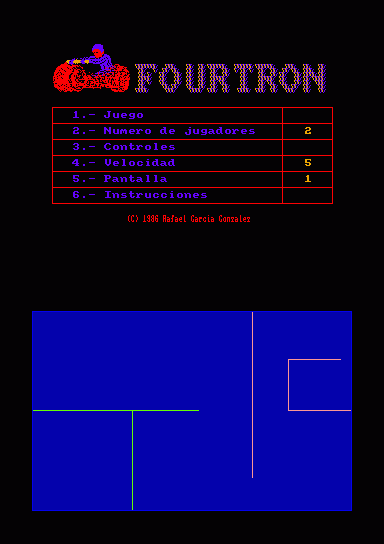 FOURTRON
1.- Juego
2.- Numero de jugadores 2
3.- Controles
4.- Velocidad 5
5.- Pantalla 1
6.- Instrucciones
(C) 1986 Rafael Garcia Gonzalez